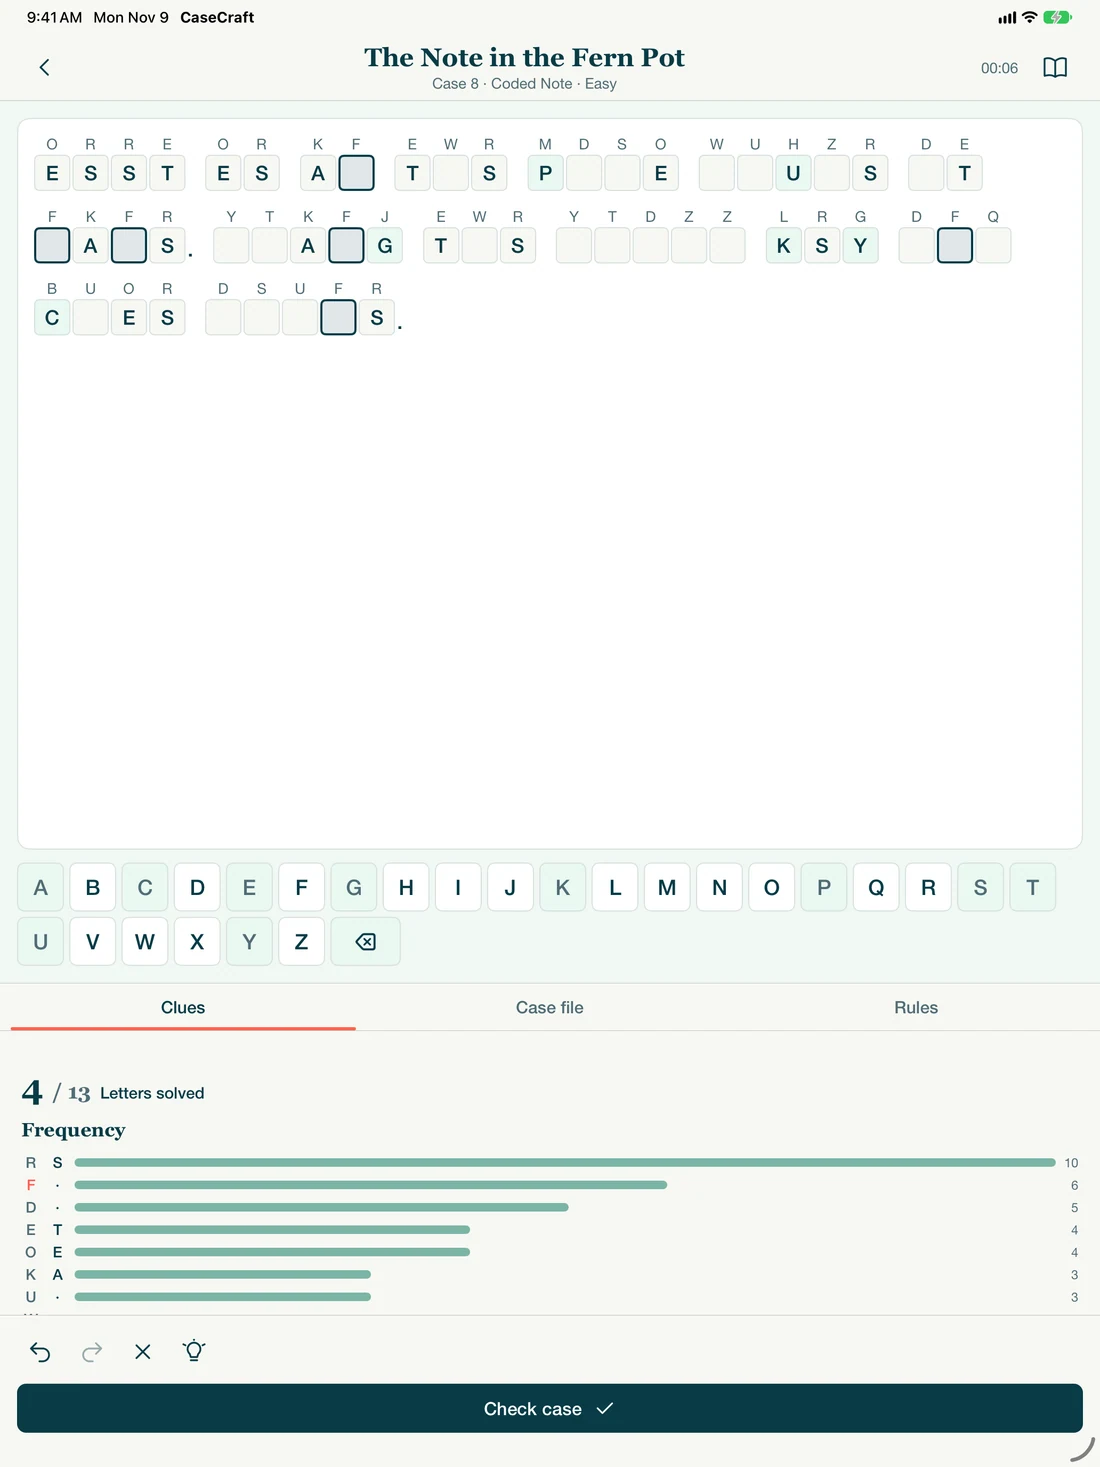 9:41 AM Mon Nov 9 CaseCraft
The Note in the Fern Pot
Case 8 · Coded Note · Easy
00:06
O R R E O R K F E W R M D S O W U H Z R D E
E S S T E S A T S P E U S T
F K F R Y T K F J E W R Y T D Z Z L R G D F Q
A S . A G T S K S Y
B U O R D S U F R
C E S S .
A B C D E F G H I J K L M N O P Q R S T
U V W X Y Z
Clues Case file Rules
4 / 13 Letters solved
Frequency
R S 10
F · 6
D · 5
E T 4
O E 4
K A 3
U · 3
Check case